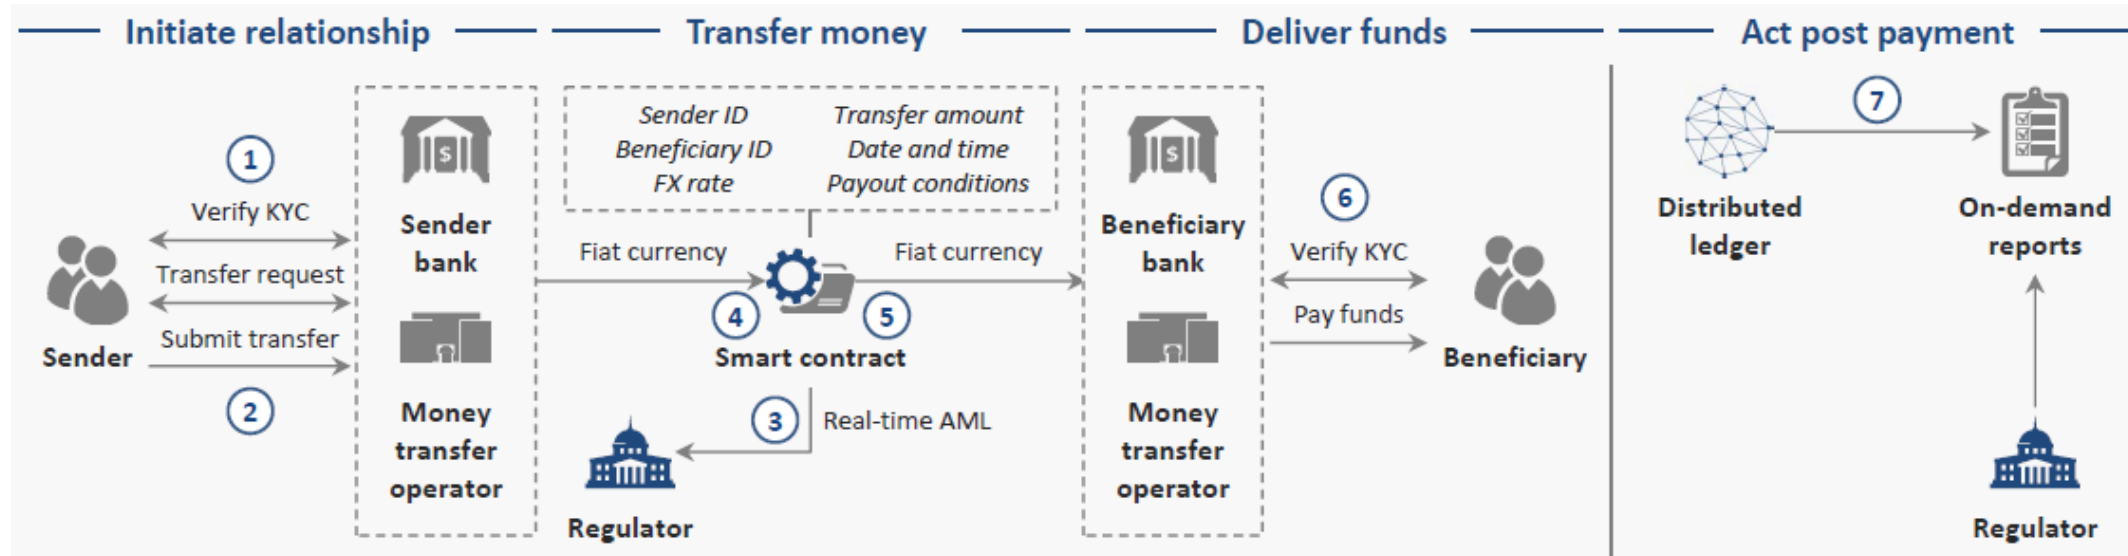 Initiate relationship
Transfer money
Deliver funds
Act post payment
1
Verify KYC
Transfer request
Submit transfer
2
Sender
$
Sender
bank
Money
transfer
operator
Sender ID
Beneficiary ID
FX rate
Transfer amount
Date and time
Payout conditions
Fiat currency
Fiat currency
4
5
Smart contract
3
Real-time AML
Regulator
$
Beneficiary
bank
Money
transfer
operator
6
Verify KYC
Pay funds
Beneficiary
7
Distributed
ledger
On-demand
reports
Regulator